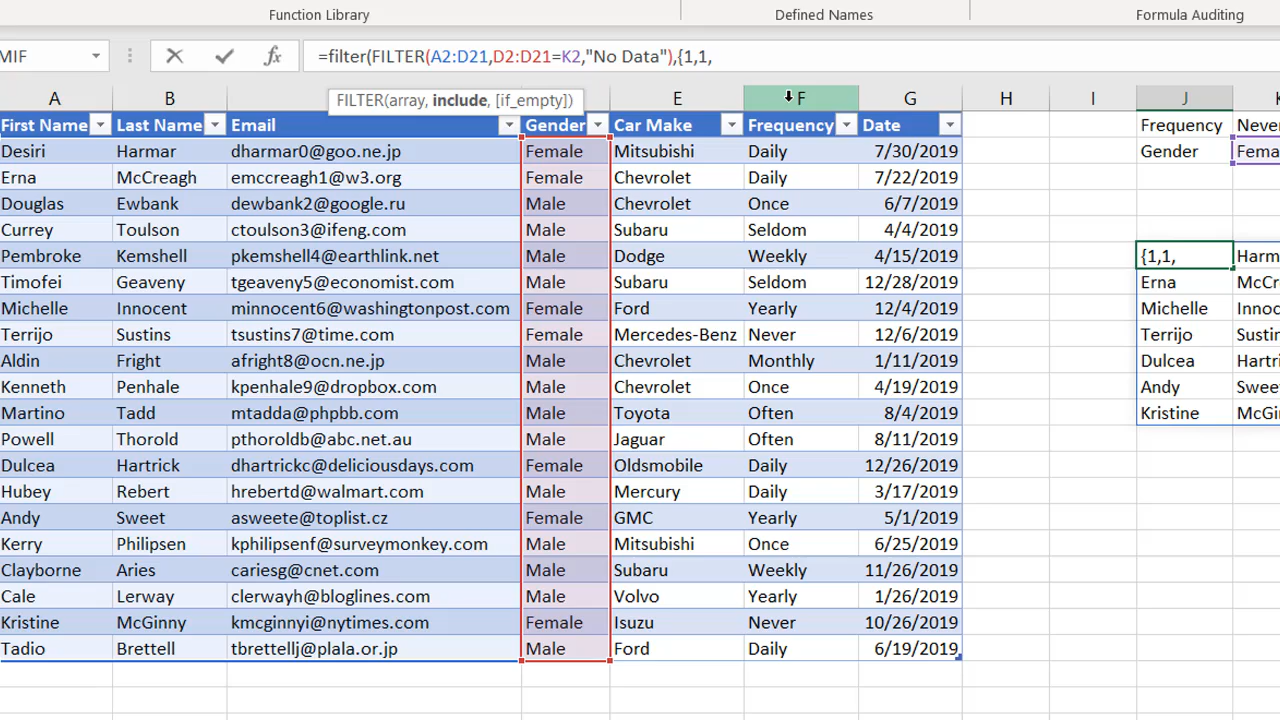 Function Library Defined Names Formula Auditing
MIF =filter(FILTER(A2:D21,D2:D21=K2,"No Data"),{1,1,
FILTER(array, include, [if_empty])
A B E F G H J K
First Name Last Name Email Gender Car Make Frequency Date Frequency Never
Desiri Harmar dharmar0@goo.ne.jp Female Mitsubishi Daily 7/30/2019 Gender Fema
Erna McCreagh emccreagh1@w3.org Female Chevrolet Daily 7/22/2019
Douglas Ewbank dewbank2@google.ru Male Chevrolet Once 6/7/2019
Currey Toulson ctoulson3@ifeng.com Male Subaru Seldom 4/4/2019
Pembroke Kemshell pkemshell4@earthlink.net Male Dodge Weekly 4/15/2019 {1,1, Harm
Timofei Geaveny tgeaveny5@economist.com Male Subaru Seldom 12/28/2019 Erna McCr
Michelle Innocent minnocent6@washingtonpost.com Female Ford Yearly 12/4/2019 Michelle Innoc
Terrijo Sustins tsustins7@time.com Female Mercedes-Benz Never 12/6/2019 Terrijo Sustin
Aldin Fright afright8@ocn.ne.jp Male Chevrolet Monthly 1/11/2019 Dulcea Hartri
Kenneth Penhale kpenhale9@dropbox.com Male Chevrolet Once 4/19/2019 Andy Sweet
Martino Tadd mtadda@phpbb.com Male Toyota Often 8/4/2019 Kristine McGin
Powell Thorold pthoroldb@abc.net.au Male Jaguar Often 8/11/2019
Dulcea Hartrick dhartrickc@deliciousdays.com Female Oldsmobile Daily 12/26/2019
Hubey Rebert hrebertd@walmart.com Male Mercury Daily 3/17/2019
Andy Sweet asweete@toplist.cz Female GMC Yearly 5/1/2019
Kerry Philipsen kphilipsenf@surveymonkey.com Male Mitsubishi Once 6/25/2019
Clayborne Aries cariesg@cnet.com Male Subaru Weekly 11/26/2019
Cale Lerway clerwayh@bloglines.com Male Volvo Yearly 1/26/2019
Kristine McGinny kmcginnyi@nytimes.com Female Isuzu Never 10/26/2019
Tadio Brettell tbrettellj@plala.or.jp Male Ford Daily 6/19/2019